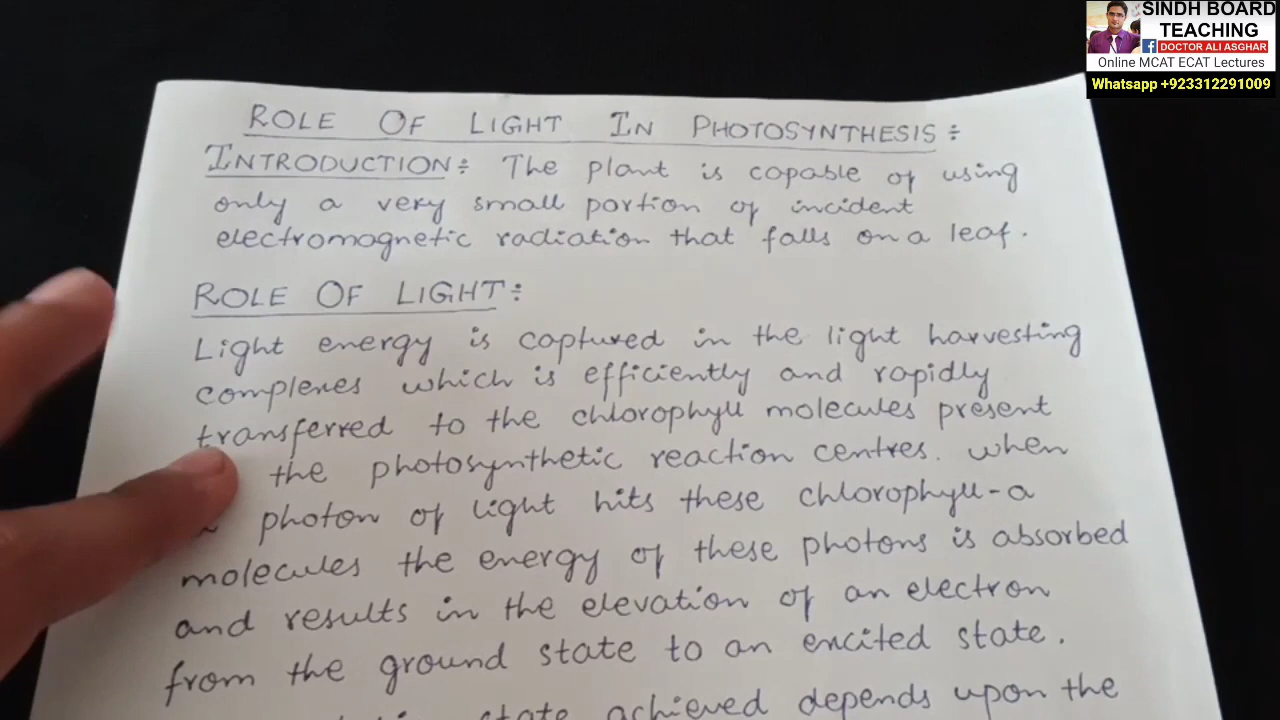 SINDH BOARD
TEACHING
DOCTOR ALI ASGHAR
Online MCAT ECAT Lectures
Whatsapp +923312291009
ROLE OF LIGHT IN PHOTOSYNTHESIS:
INTRODUCTION: The plant is capable of using
only a very small portion of incident
electromagnetic radiation that falls on a leaf.
ROLE OF LIGHT:
Light energy is captured in the light harvesting
complexes which is efficiently and rapidly
transferred to the chlorophyll molecules present
the photosynthetic reaction centres. when
photon of light hits these chlorophyll-a
molecules the energy of these photons is absorbed
and results in the elevation of an electron
from the ground state to an excited state.
state achieved depends upon the